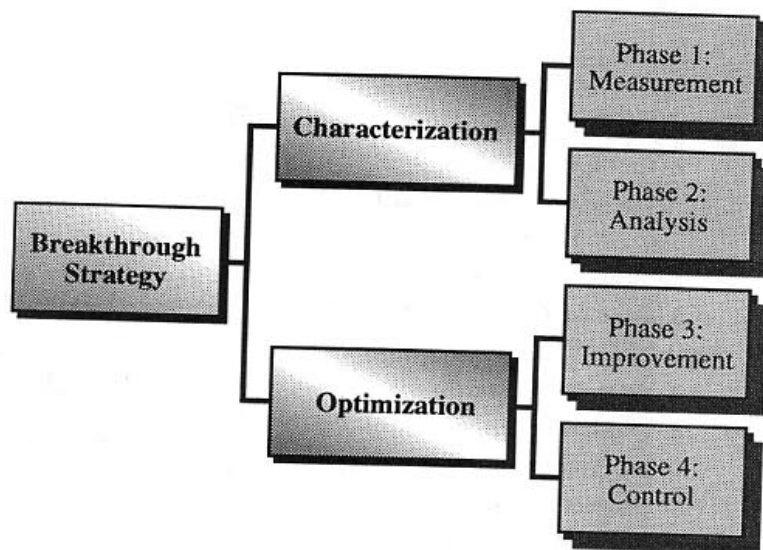 Breakthrough
Strategy
Characterization
Phase 1:
Measurement
Phase 2:
Analysis
Optimization
Phase 3:
Improvement
Phase 4:
Control